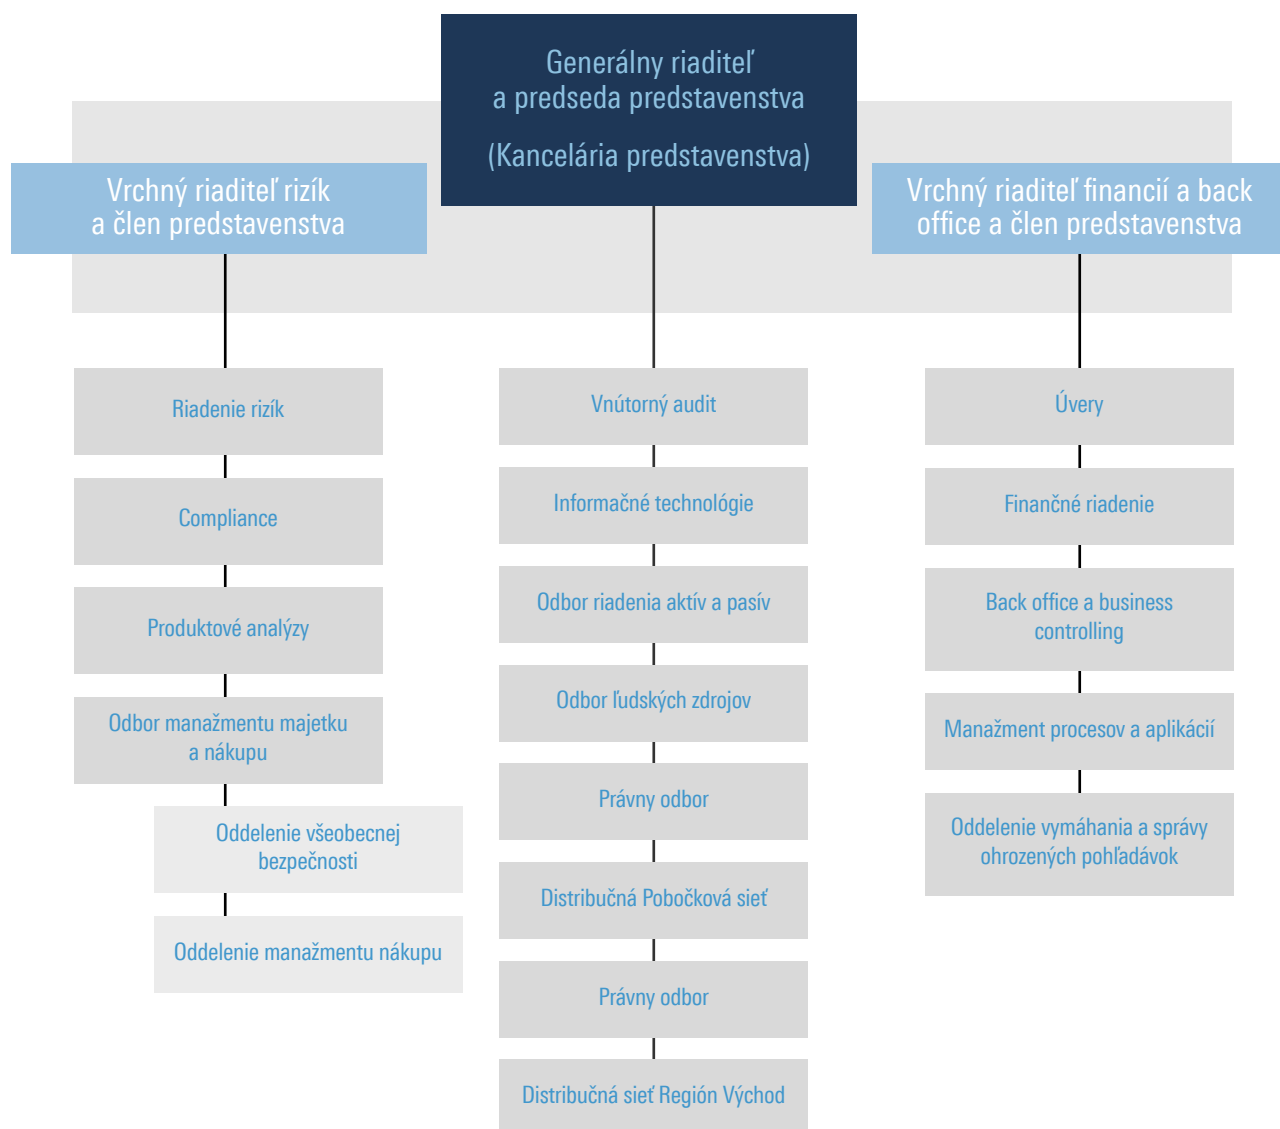 Generálny riaditeľ
a predseda predstavenstva
(Kancelária predstavenstva)
Vrchný riaditeľ rizík
a člen predstavenstva
Vrchný riaditeľ financií a back
office a člen predstavenstva
Riadenie rizík
Compliance
Produktové analýzy
Odbor manažmentu majetku
a nákupu
Oddelenie všeobecnej
bezpečnosti
Oddelenie manažmentu nákupu
Vnútorný audit
Informačné technológie
Odbor riadenia aktív a pasív
Odbor ľudských zdrojov
Právny odbor
Distribučná Pobočková sieť
Právny odbor
Distribučná sieť Región Východ
Úvery
Finančné riadenie
Back office a business
controlling
Manažment procesov a aplikácií
Oddelenie vymáhania a správy
ohrozených pohľadávok